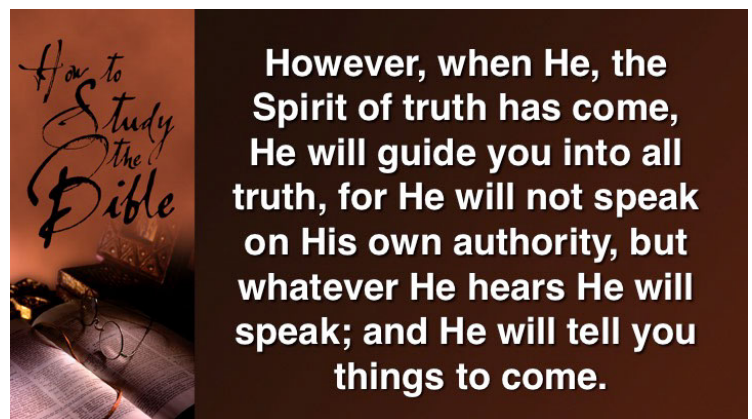 How to
Study
the
Bible
However, when He, the
Spirit of truth has come,
He will guide you into all
truth, for He will not speak
on His own authority, but
whatever He hears He will
speak; and He will tell you
things to come.